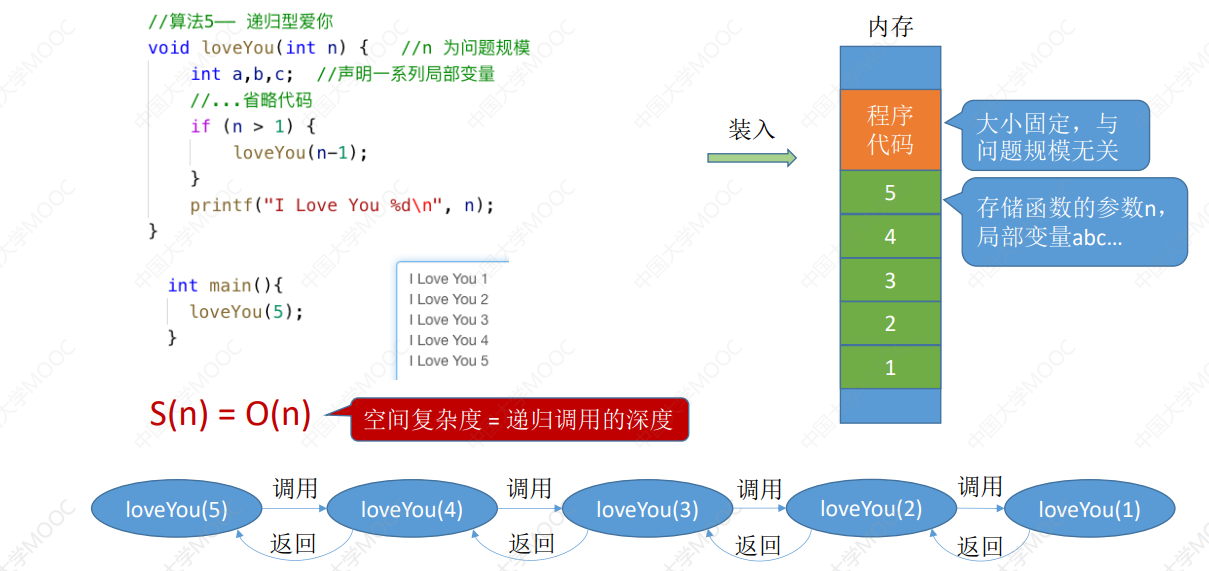 //算法5—— 递归型爱你
void loveYou(int n) { //n 为问题规模
int a,b,c; //声明一系列局部变量
//...省略代码
if (n > 1) {
loveYou(n-1);
}
printf("I Love You %d\n", n);
}
int main(){
loveYou(5);
}
I Love You 1
I Love You 2
I Love You 3
I Love You 4
I Love You 5
S(n) = O(n)
空间复杂度 = 递归调用的深度
装入
内存
程序
代码
5
4
3
2
1
大小固定，与
问题规模无关
存储函数的参数n，
局部变量abc…
loveYou(5)
调用
返回
loveYou(4)
调用
返回
loveYou(3)
调用
返回
loveYou(2)
调用
返回
loveYou(1)
中国大学MOOC